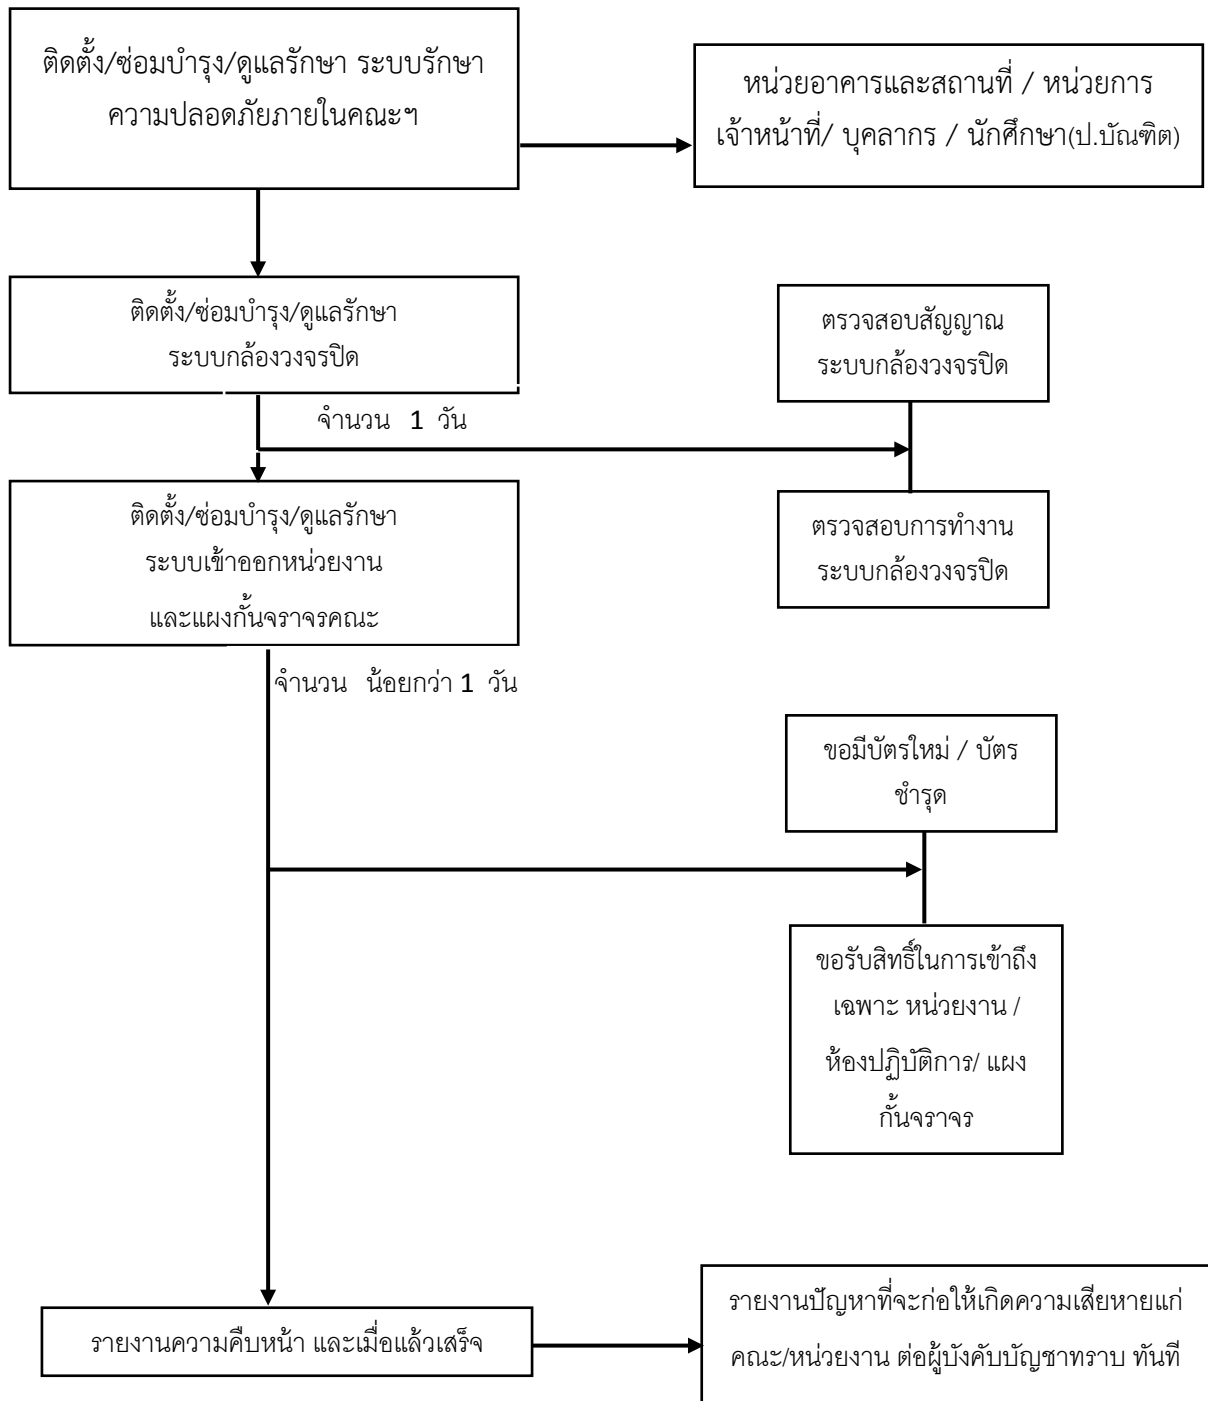 ติดตั้ง/ซ่อมบำรุง/ดูแลรักษา ระบบรักษา
ความปลอดภัยภายในคณะฯ
หน่วยอาคารและสถานที่ / หน่วยการ
เจ้าหน้าที่/ บุคลากร / นักศึกษา(ป.บัณฑิต)
ติดตั้ง/ซ่อมบำรุง/ดูแลรักษา
ระบบกล้องวงจรปิด
ตรวจสอบสัญญาณ
ระบบกล้องวงจรปิด
จำนวน 1 วัน
ติดตั้ง/ซ่อมบำรุง/ดูแลรักษา
ระบบเข้าออกหน่วยงาน
และแผงกั้นจราจรคณะ
ตรวจสอบการทำงาน
ระบบกล้องวงจรปิด
จำนวน น้อยกว่า 1 วัน
ขอมีบัตรใหม่ / บัตร
ชำรุด
ขอรับสิทธิ์ในการเข้าถึง
เฉพาะ หน่วยงาน /
ห้องปฏิบัติการ/ แผง
กั้นจราจร
รายงานความคืบหน้า และเมื่อแล้วเสร็จ
รายงานปัญหาที่จะก่อให้เกิดความเสียหายแก่
คณะ/หน่วยงาน ต่อผู้บังคับบัญชาทราบ ทันที